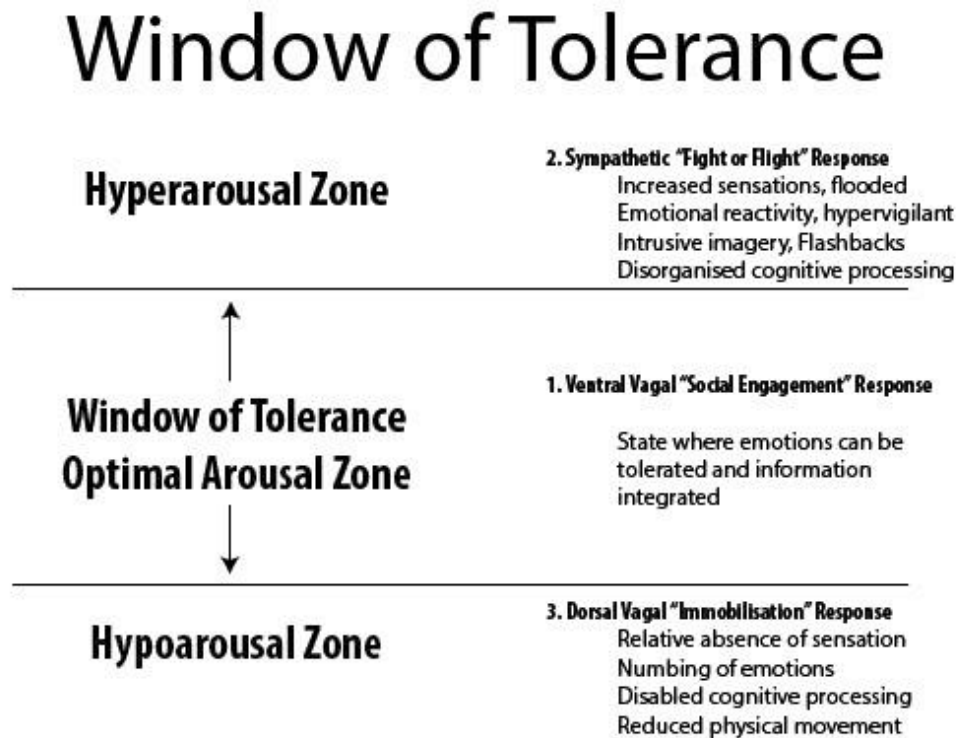 Window of Tolerance
Hyperarousal Zone
2. Sympathetic "Fight or Flight" Response
Increased sensations, flooded
Emotional reactivity, hypervigilant
Intrusive imagery, Flashbacks
Disorganised cognitive processing
Window of Tolerance
Optimal Arousal Zone
1. Ventral Vagal "Social Engagement" Response
State where emotions can be
tolerated and information
integrated
Hypoarousal Zone
3. Dorsal Vagal "Immobilisation" Response
Relative absence of sensation
Numbing of emotions
Disabled cognitive processing
Reduced physical movement